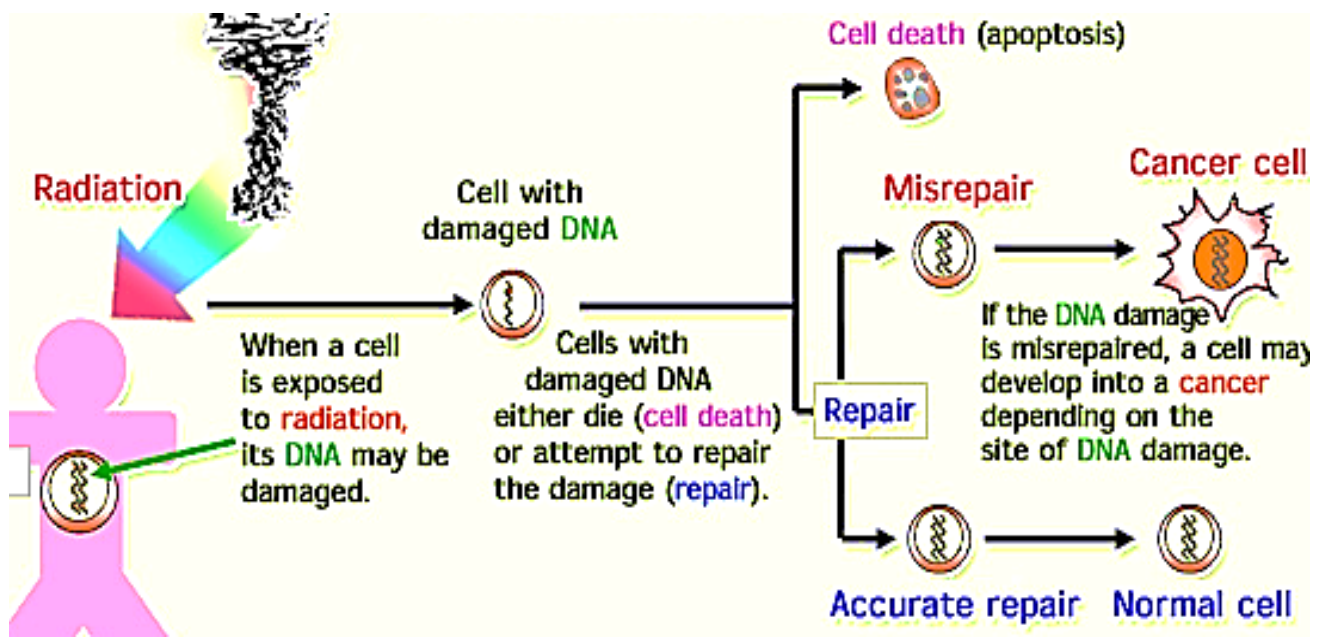 Cell death (apoptosis)
Radiation
Cell with
damaged DNA
Misrepair
Cancer cell
When a cell
is exposed
to radiation,
its DNA may be
damaged.
Cells with
damaged DNA
either die (cell death)
or attempt to repair
the damage (repair).
Repair
If the DNA damage
is misrepaired, a cell may
develop into a cancer
depending on the
site of DNA damage.
Accurate repair
Normal cell